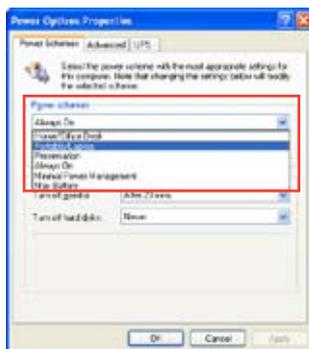 Power Options Properties
Power Schemes Advanced UPS
Select the power scheme with the most appropriate settings for
this computer. Note that changing the settings below will modify
the selected scheme.
Power schemes
Always On
Home/Office Desk
Portable/Laptop
Presentation
Always On
Minimal Power Management
Max Battery
Turn off monitor: After 20 mins
Turn off hard disks: Never
OK Cancel Apply